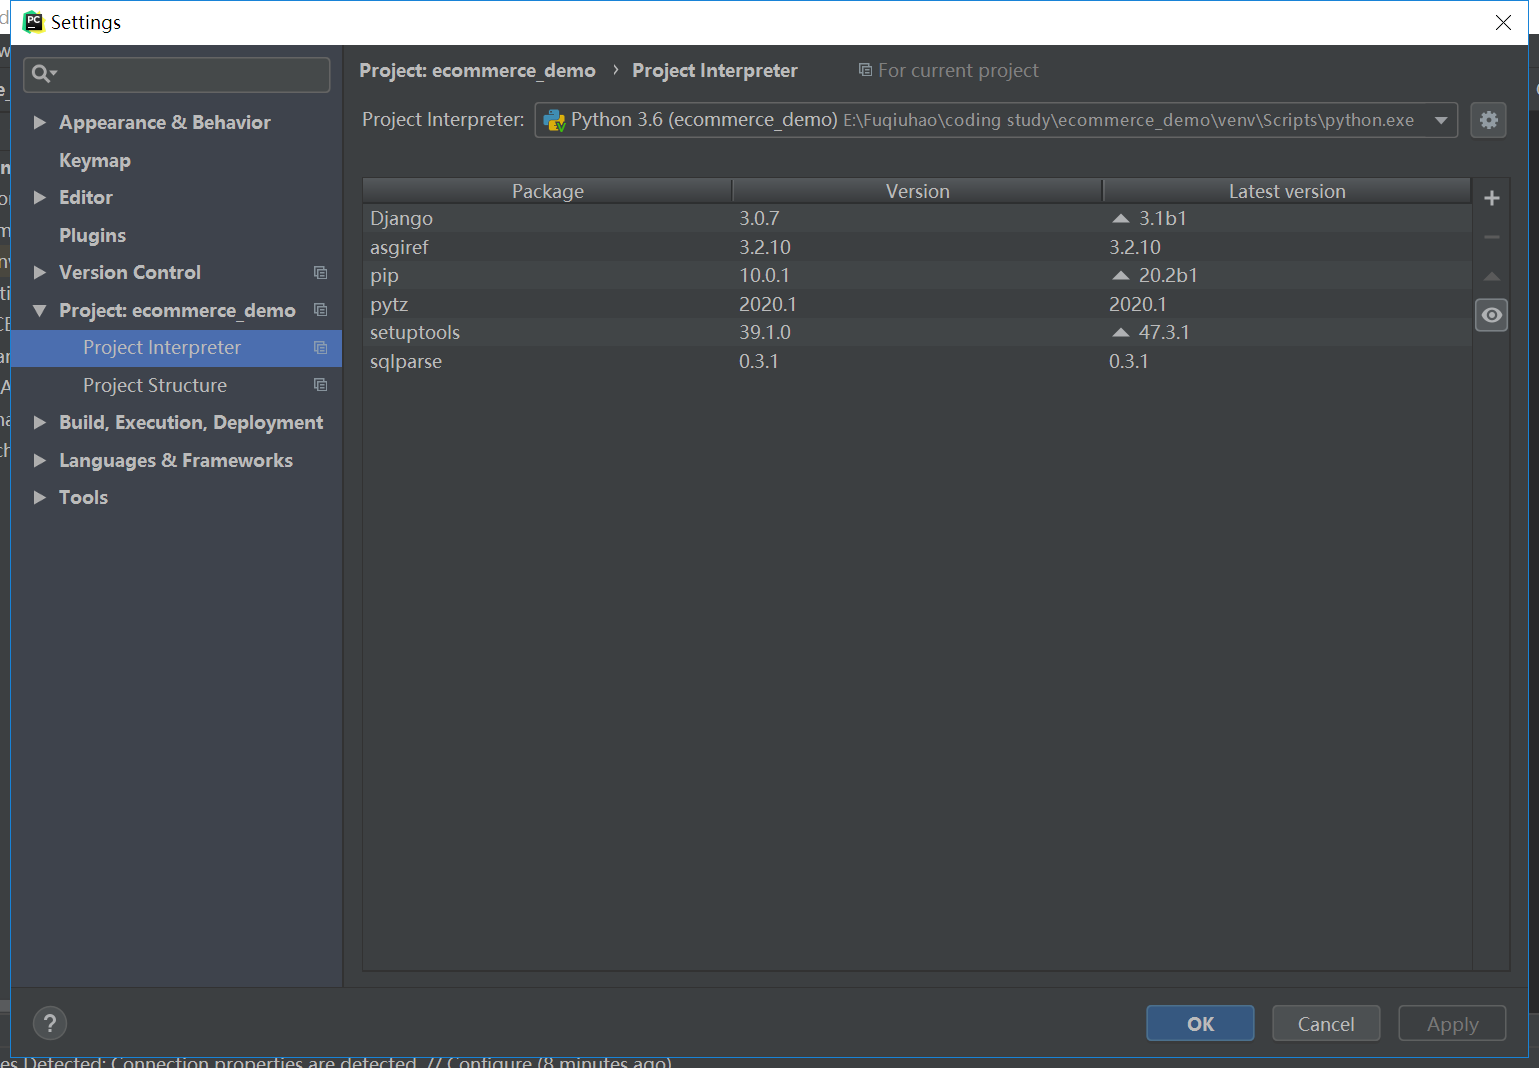 Settings
Project: ecommerce_demo › Project Interpreter For current project
Appearance & Behavior
Keymap
Editor
Plugins
Version Control
Project: ecommerce_demo
Project Interpreter
Project Structure
Build, Execution, Deployment
Languages & Frameworks
Tools
Project Interpreter: Python 3.6 (ecommerce_demo) E:\Fuqiuhao\coding study\ecommerce_demo\venv\Scripts\python.exe
Package Version Latest version
Django 3.0.7 3.1b1
asgiref 3.2.10 3.2.10
pip 10.0.1 20.2b1
pytz 2020.1 2020.1
setuptools 39.1.0 47.3.1
sqlparse 0.3.1 0.3.1
?
OK Cancel Apply
es Detected: Connection properties are detected. // Configure (8 minutes ago)